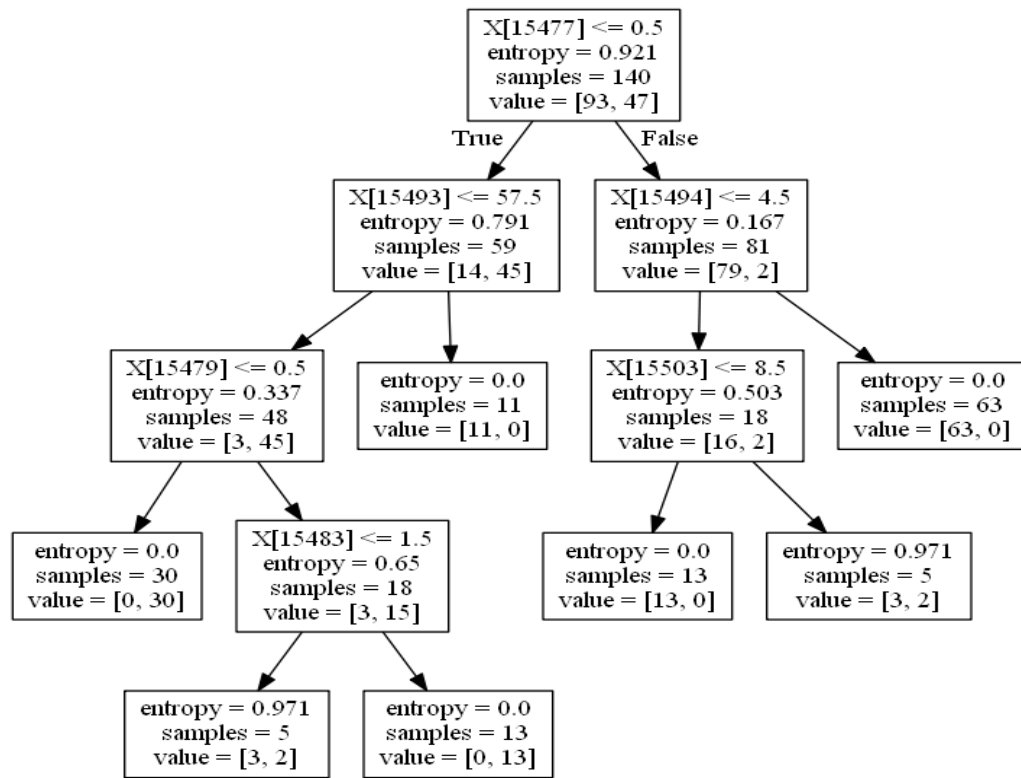 X[15477] <= 0.5
entropy = 0.921
samples = 140
value = [93, 47]
True
False
X[15493] <= 57.5
entropy = 0.791
samples = 59
value = [14, 45]
X[15494] <= 4.5
entropy = 0.167
samples = 81
value = [79, 2]
X[15479] <= 0.5
entropy = 0.337
samples = 48
value = [3, 45]
entropy = 0.0
samples = 11
value = [11, 0]
X[15503] <= 8.5
entropy = 0.503
samples = 18
value = [16, 2]
entropy = 0.0
samples = 63
value = [63, 0]
entropy = 0.0
samples = 30
value = [0, 30]
X[15483] <= 1.5
entropy = 0.65
samples = 18
value = [3, 15]
entropy = 0.0
samples = 13
value = [13, 0]
entropy = 0.971
samples = 5
value = [3, 2]
entropy = 0.971
samples = 5
value = [3, 2]
entropy = 0.0
samples = 13
value = [0, 13]